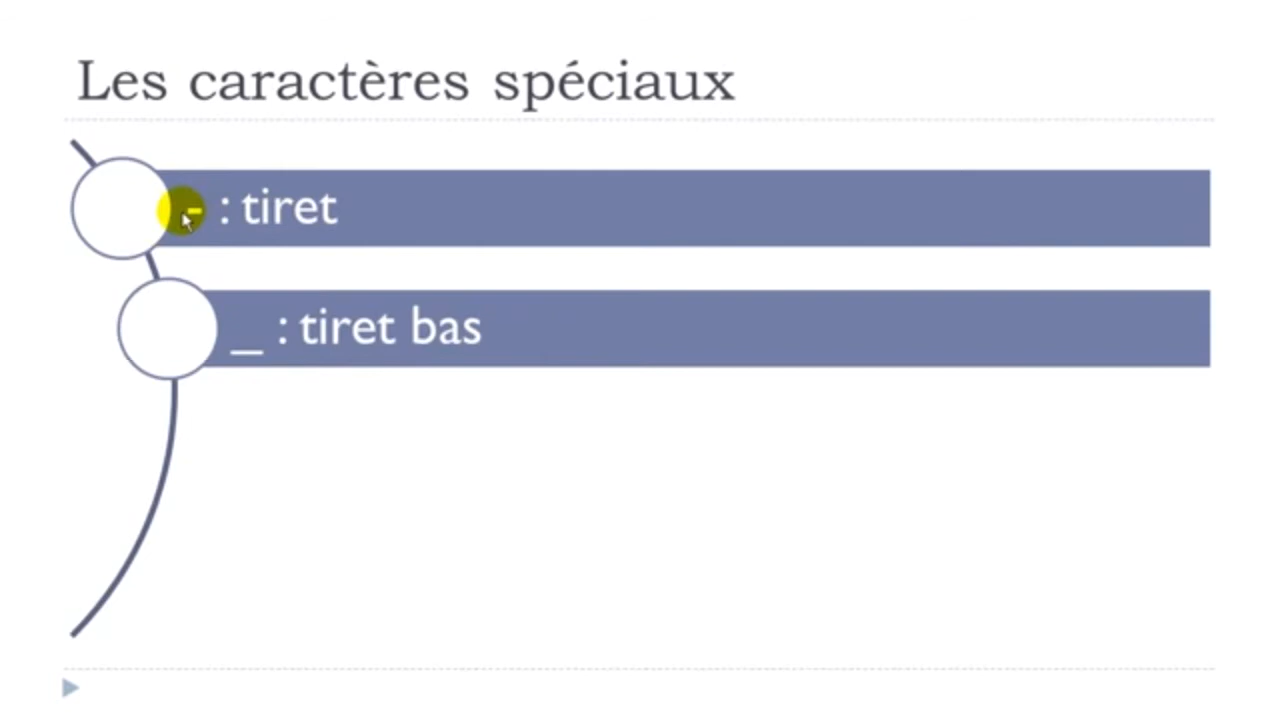 Les caractères spéciaux
- : tiret
_ : tiret bas